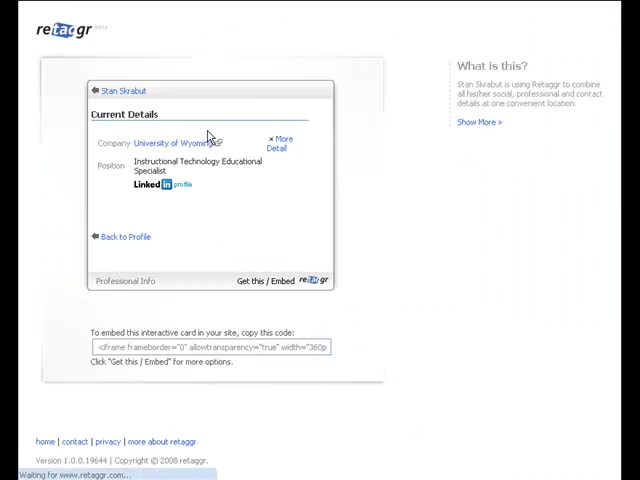 retaggr BETA
What is this?
Stan Skrabut is using Retaggr to combine
all his/her social, professional and contact
details at one convenient location.
Show More »
Stan Skrabut
Current Details
Company University of Wyoming
× More
Detail
Position Instructional Technology Educational
Specialist
Linked in profile
Back to Profile
Professional Info Get this / Embed retaggr
To embed this interactive card in your site, copy this code:
<iframe frameborder="0" allowtransparency="true" width="360p
Click "Get this / Embed" for more options.
home | contact | privacy | more about retaggr
Version 1.0.0.19644 | Copyright © 2008 retaggr.
Waiting for www.retaggr.com...